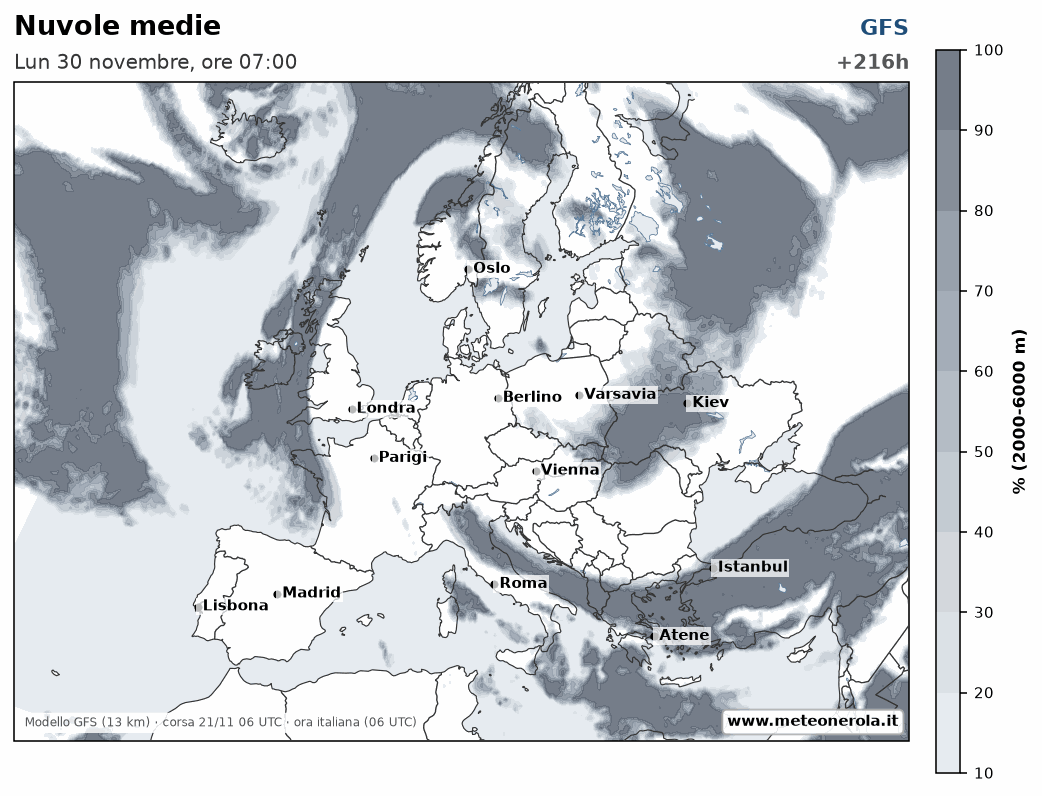 Nuvole medie
GFS
Lun 30 novembre, ore 07:00
+216h
100
90
80
70
60
50
40
30
20
10
% (2000-6000 m)
Oslo
Berlino
Varsavia
Kiev
Londra
Parigi
Vienna
Istanbul
Roma
Madrid
Lisbona
Atene
Modello GFS (13 km) · corsa 21/11 06 UTC · ora italiana (06 UTC)
www.meteonerola.it